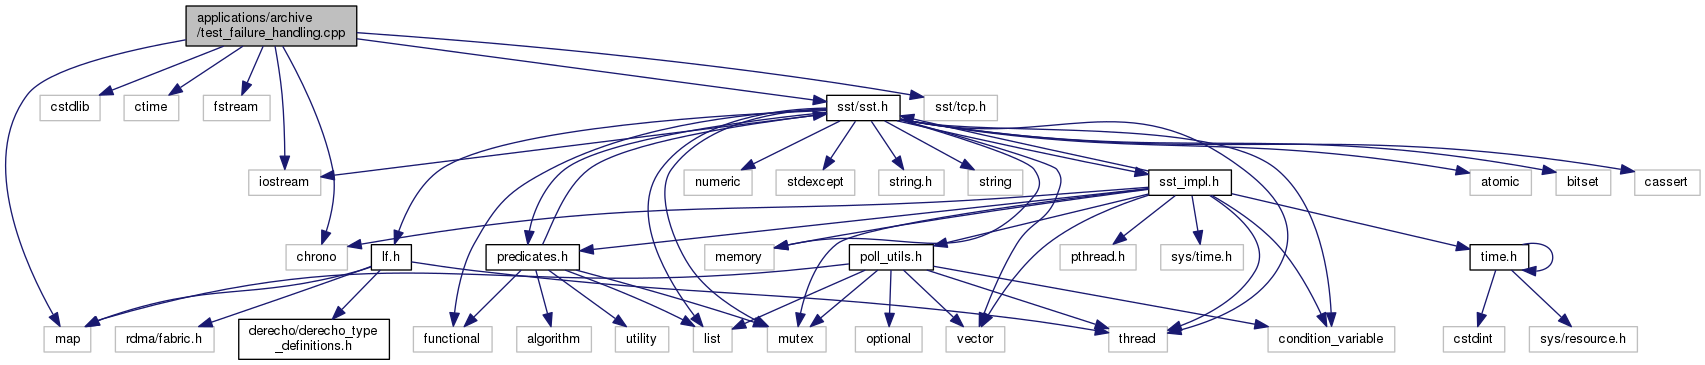 applications/archive
/test_failure_handling.cpp
cstdlib
ctime
fstream
sst/sst.h
sst/tcp.h
iostream
numeric
stdexcept
string.h
string
sst_impl.h
atomic
bitset
cassert
chrono
lf.h
predicates.h
memory
poll_utils.h
pthread.h
sys/time.h
time.h
map
rdma/fabric.h
derecho/derecho_type
_definitions.h
functional
algorithm
utility
list
mutex
optional
vector
thread
condition_variable
cstdint
sys/resource.h